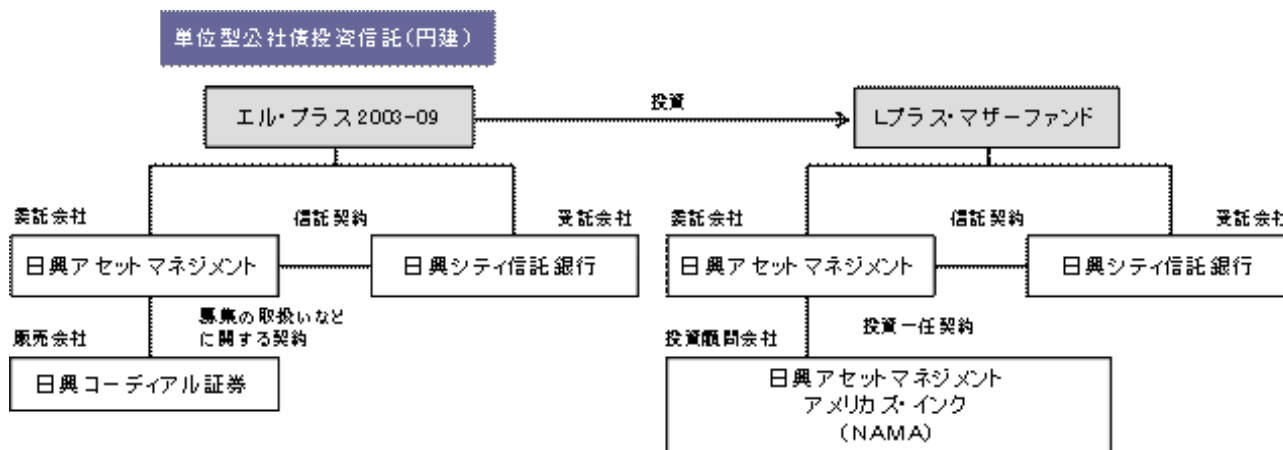 単位型公社債投資信託(円建)
エル・プラス2003-09
投資
Lプラス・マザーファンド
委託会社
信託契約
受託会社
委託会社
信託契約
受託会社
日興アセットマネジメント
日興シティ信託銀行
日興アセットマネジメント
日興シティ信託銀行
募集の取扱いなど
に関する契約
販売会社
投資一任契約
投資顧問会社
日興コーディアル証券
日興アセットマネジメント
アメリカズ・インク
(NAMA)